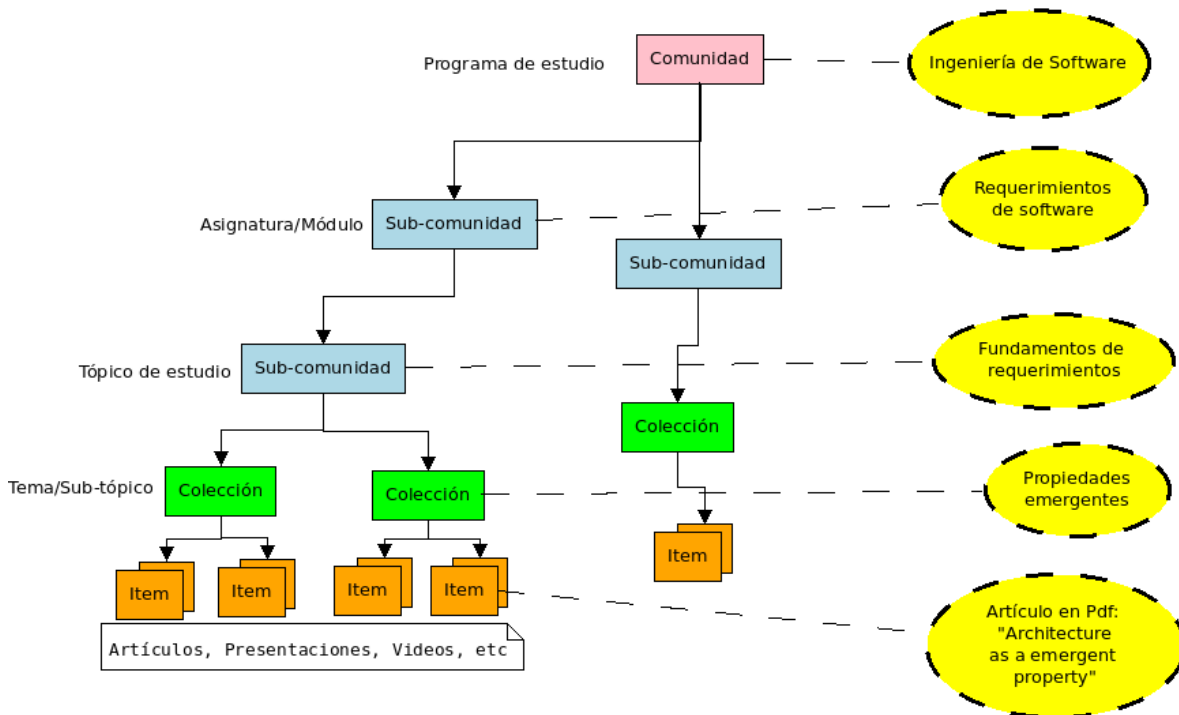 Programa de estudio
Comunidad
Ingeniería de Software
Asignatura/Módulo
Sub-comunidad
Requerimientos
de software
Sub-comunidad
Tópico de estudio
Sub-comunidad
Fundamentos de
requerimientos
Colección
Tema/Sub-tópico
Colección
Colección
Propiedades
emergentes
Item
Item
Item
Item
Item
Artículos, Presentaciones, Videos, etc
Artículo en Pdf:
"Architecture
as a emergent
property"